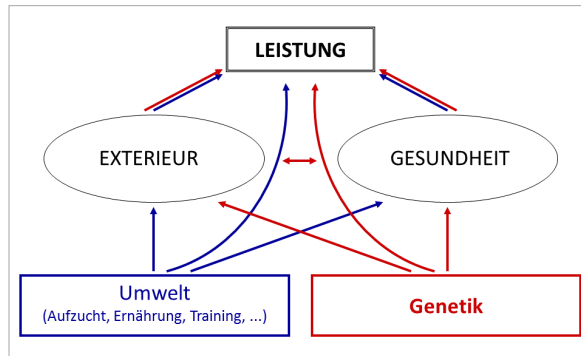 LEISTUNG
EXTERIEUR
GESUNDHEIT
Umwelt
(Aufzucht, Ernährung, Training, ...)
Genetik